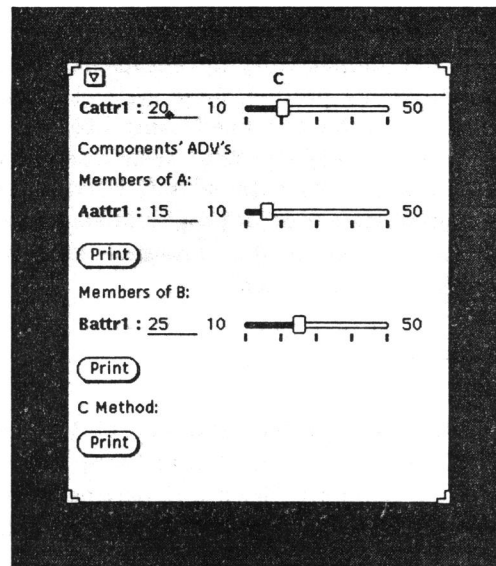 C
Cattr1 : 20 10 50
Components' ADV's
Members of A:
Aattr1 : 15 10 50
Print
Members of B:
Battr1 : 25 10 50
Print
C Method:
Print